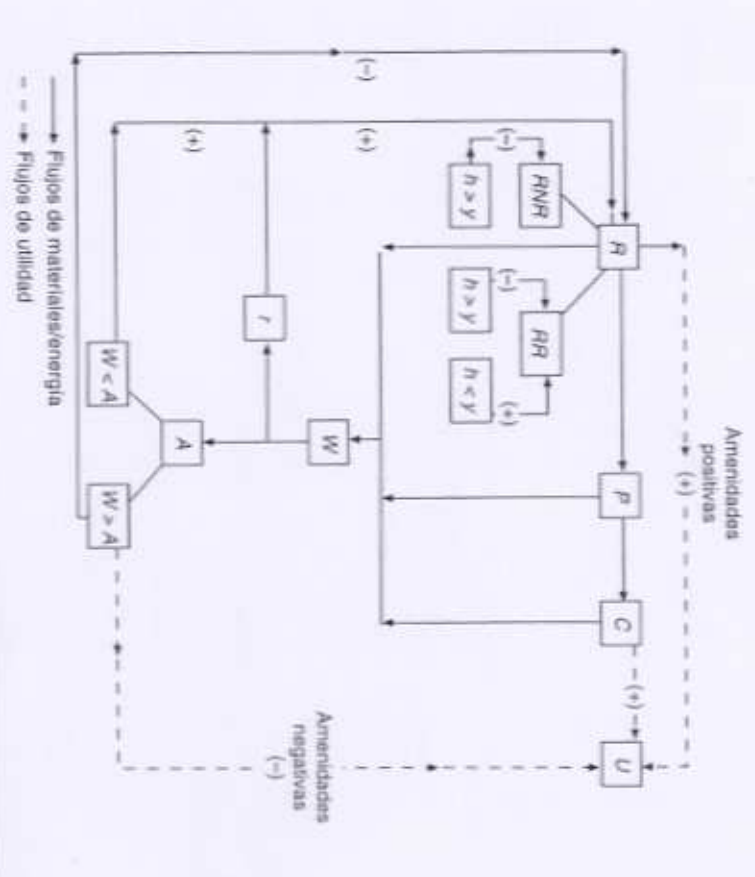 Amenidades
positivas
(+)
R
P
C
(+)
U
RNR
RR
(-)
h > y
(-)
h > y
h < y
(+)
(+)
(-)
W
r
(+)
A
W < A
W > A
Amenidades
negativas
(-)
Flujos de materiales/energía
Flujos de utilidad